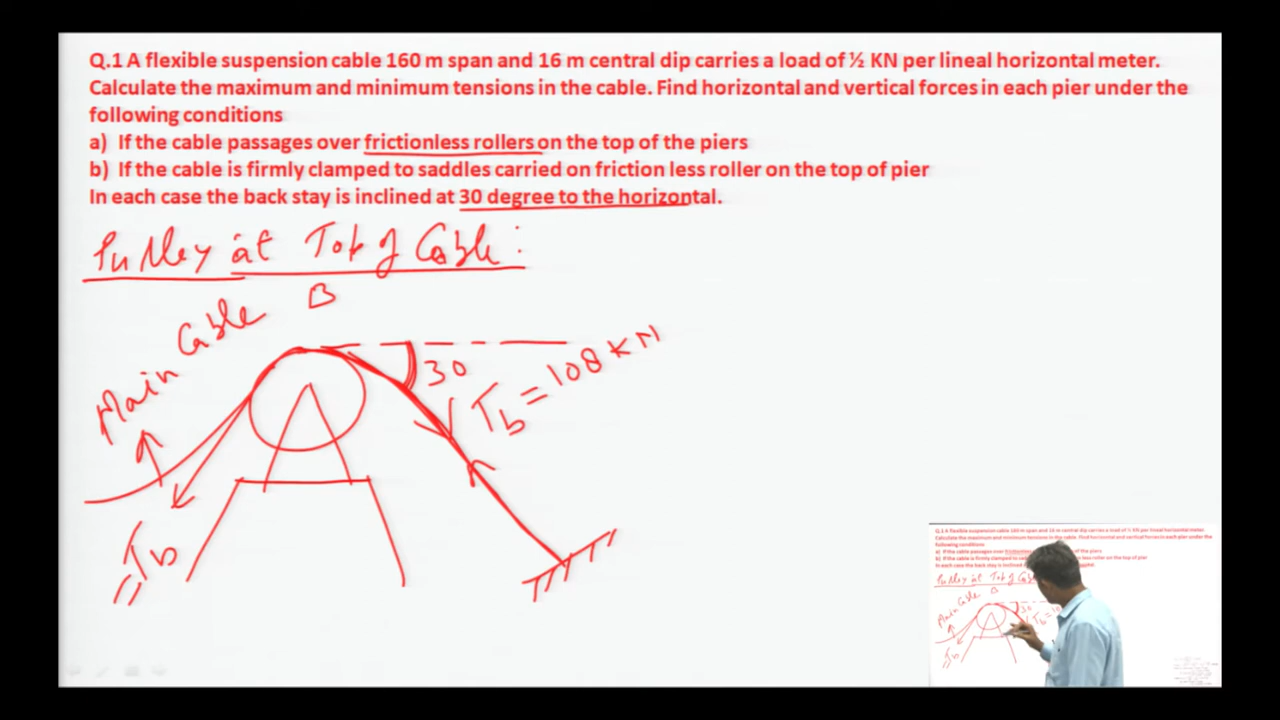 Q.1 A flexible suspension cable 160 m span and 16 m central dip carries a load of ½ KN per lineal horizontal meter.
Calculate the maximum and minimum tensions in the cable. Find horizontal and vertical forces in each pier under the
following conditions
a) If the cable passages over frictionless rollers on the top of the piers
b) If the cable is firmly clamped to saddles carried on friction less roller on the top of pier
In each case the back stay is inclined at 30 degree to the horizontal.
Pulley at Top of Cable :
B
Main Cable
30
Tb = 108 KN
Tb
=